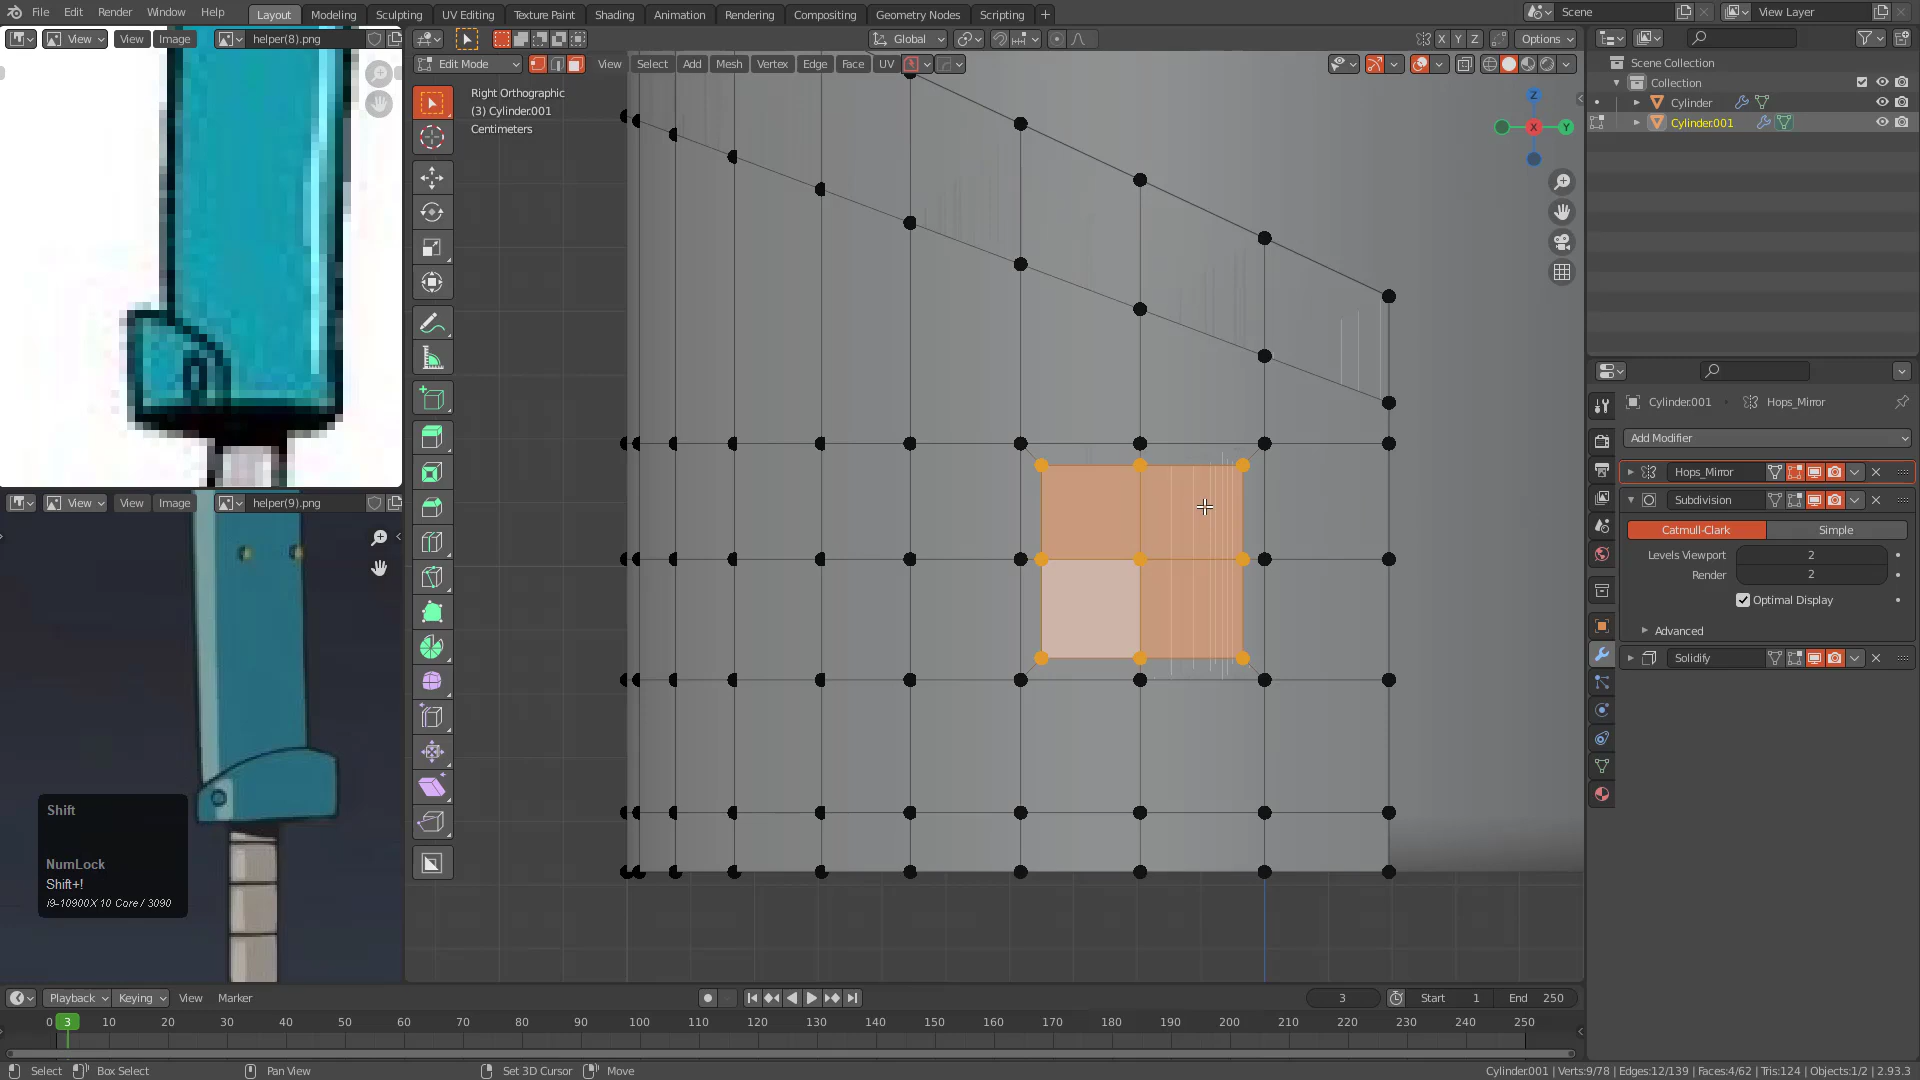 File Edit Render Window Help Layout Modeling Sculpting UV Editing Texture Paint Shading Animation Rendering Compositing Geometry Nodes Scripting + Scene View Layer
View View Image helper(8).png
Global X Y Z Options
Edit Mode View Select Add Mesh Vertex Edge Face UV
Right Orthographic
(3) Cylinder.001
Centimeters
Z
X
Y
Scene Collection
Collection
Cylinder
Cylinder.001
Cylinder.001 Hops_Mirror
Add Modifier
Hops_Mirror
Subdivision
Catmull-Clark Simple
Levels Viewport 2
Render 2
Optimal Display
Advanced
Solidify
View View Image helper(9).png
Shift
NumLock
Shift+!
i9-10900X 10 Core / 3090
Playback Keying View Marker 3 Start 1 End 250
0 3 10 20 30 40 50 60 70 80 90 100 110 120 130 140 150 160 170 180 190 200 210 220 230 240 250
Select Box Select Pan View Set 3D Cursor Move Cylinder.001 | Verts:9/78 | Edges:12/139 | Faces:4/62 | Tris:124 | Objects:1/2 | 2.93.3